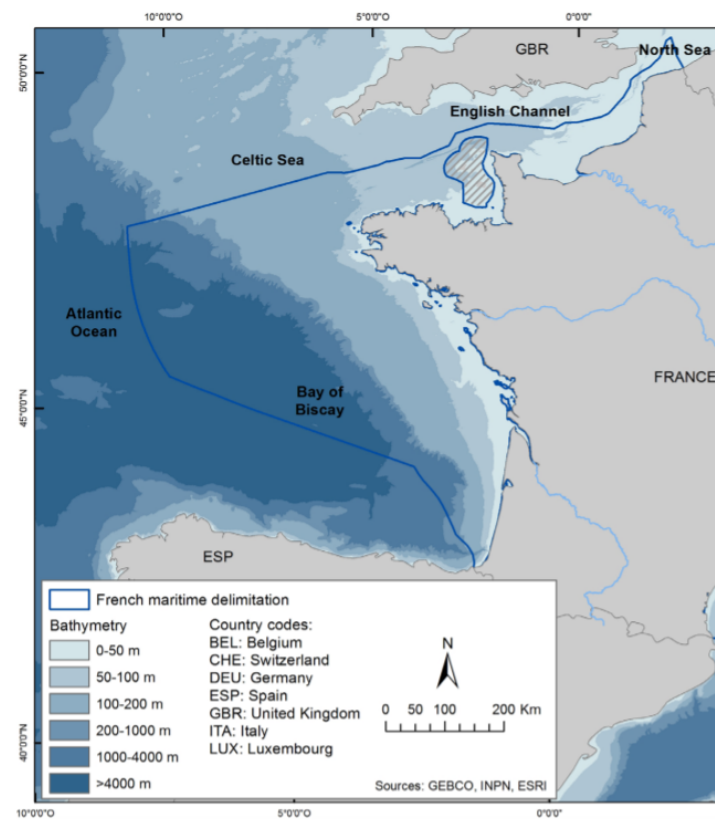 10°0'0"O
5°0'0"O
0°0'0"
50°0'0"N
GBR
North Sea
English Channel
Celtic Sea
Atlantic
Ocean
FRANCE
Bay of
Biscay
45°0'0"N
ESP
French maritime delimitation
Bathymetry
0-50 m
50-100 m
100-200 m
200-1000 m
1000-4000 m
>4000 m
Country codes:
BEL: Belgium
CHE: Switzerland
DEU: Germany
ESP: Spain
GBR: United Kingdom
ITA: Italy
LUX: Luxembourg
N
0 50 100 200 Km
Sources: GEBCO, INPN, ESRI
40°0'0"N
10°0'0"O
5°0'0"O
0°0'0"O